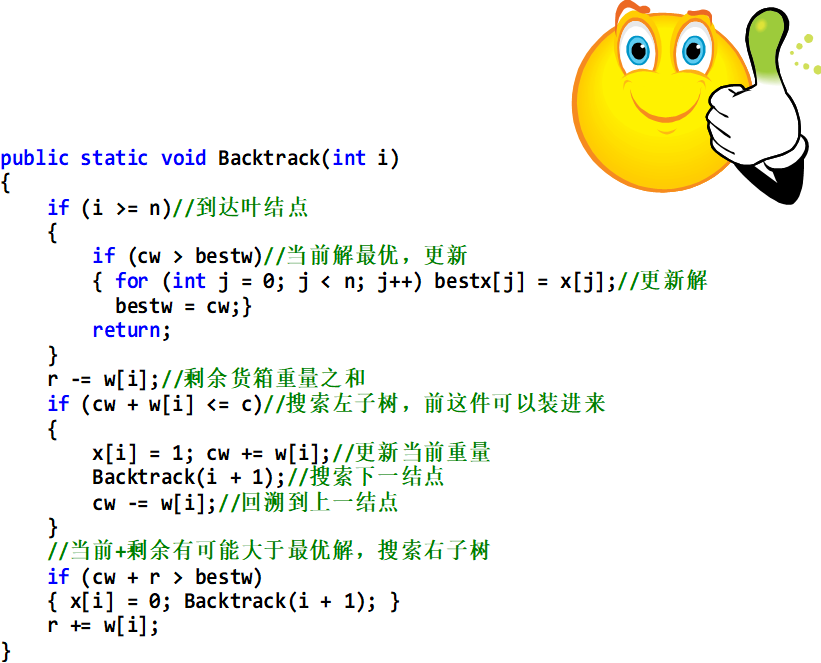 public static void Backtrack(int i)
{
    if (i >= n)//到达叶结点
    {
        if (cw > bestw)//当前解最优，更新
        { for (int j = 0; j < n; j++) bestx[j] = x[j];//更新解
          bestw = cw;}
        return;
    }
    r -= w[i];//剩余货箱重量之和
    if (cw + w[i] <= c)//搜索左子树，前这件可以装进来
    {
        x[i] = 1; cw += w[i];//更新当前重量
        Backtrack(i + 1);//搜索下一结点
        cw -= w[i];//回溯到上一结点
    }
    //当前+剩余有可能大于最优解，搜索右子树
    if (cw + r > bestw)
    { x[i] = 0; Backtrack(i + 1); }
    r += w[i];
}